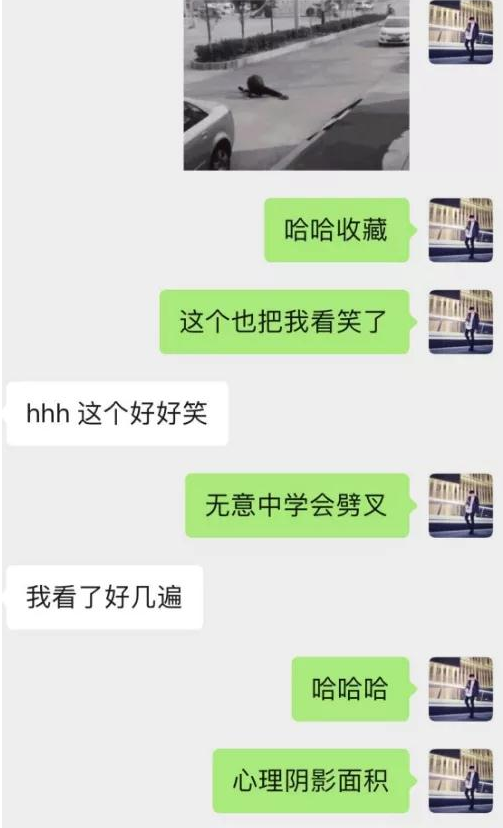 哈哈收藏
这个也把我看笑了
hhh 这个好好笑
无意中学会劈叉
我看了好几遍
哈哈哈
心理阴影面积